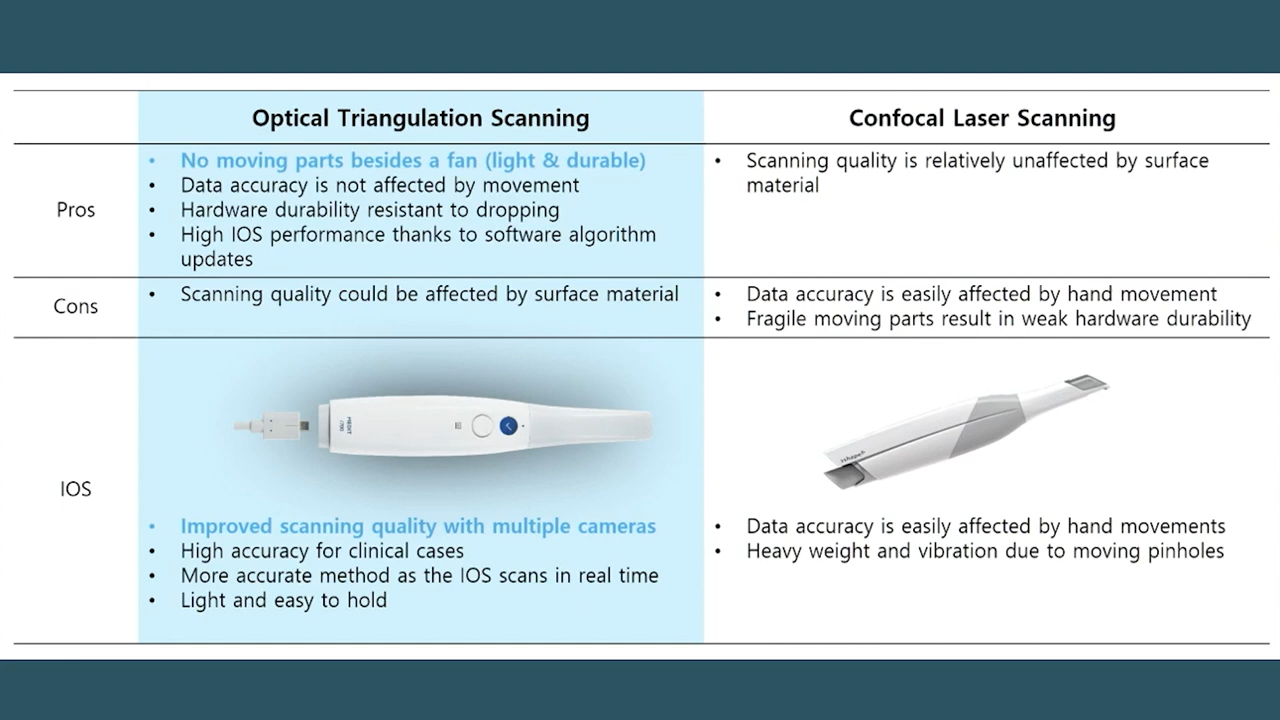 Optical Triangulation Scanning
Confocal Laser Scanning
Pros
• No moving parts besides a fan (light & durable)
• Data accuracy is not affected by movement
• Hardware durability resistant to dropping
• High IOS performance thanks to software algorithm
updates
• Scanning quality is relatively unaffected by surface
material
Cons
• Scanning quality could be affected by surface material
• Data accuracy is easily affected by hand movement
• Fragile moving parts result in weak hardware durability
IOS
MEDIT
i700
3shape
• Improved scanning quality with multiple cameras
• High accuracy for clinical cases
• More accurate method as the IOS scans in real time
• Light and easy to hold
• Data accuracy is easily affected by hand movements
• Heavy weight and vibration due to moving pinholes